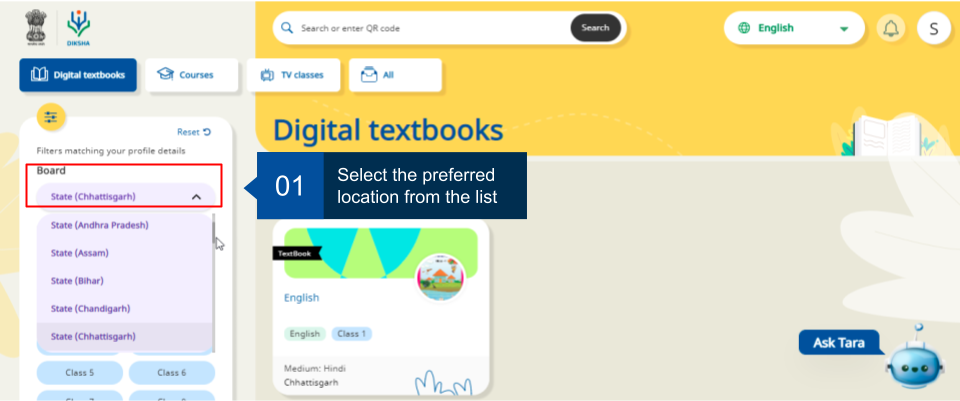 DIKSHA
Search or enter QR code
Search
English
S
Digital textbooks
Courses
TV classes
All
Reset
Filters matching your profile details
Board
State (Chhattisgarh)
State (Andhra Pradesh)
State (Assam)
State (Bihar)
State (Chandigarh)
State (Chhattisgarh)
Class 5
Class 6
Digital textbooks
01
Select the preferred
location from the list
TextBook
English
English
Class 1
Medium: Hindi
Chhattisgarh
Ask Tara